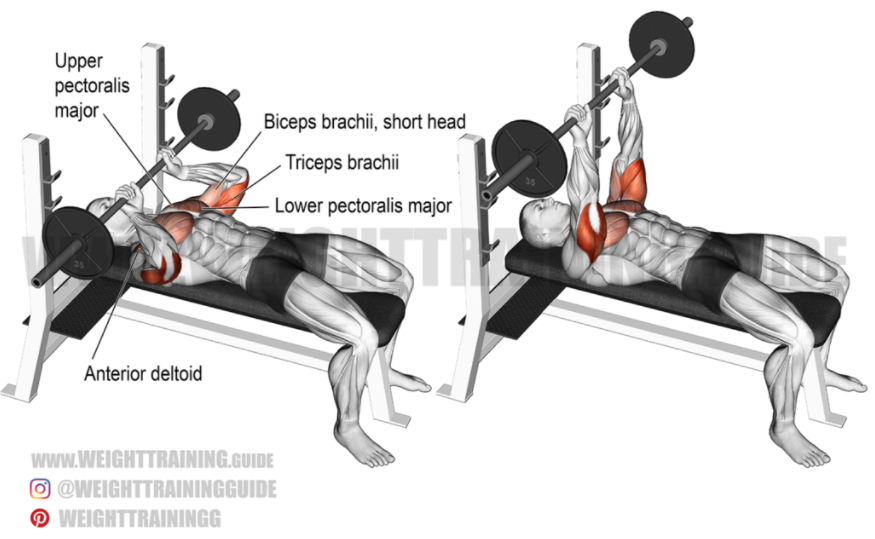 Upper
pectoralis
major
Biceps brachii, short head
Triceps brachii
Lower pectoralis major
35
35
WEIGHTTRAINING.GUIDE
Anterior deltoid
WWW.WEIGHTTRAINING.GUIDE
@WEIGHTTRAININGGUIDE
WEIGHTTRAININGG